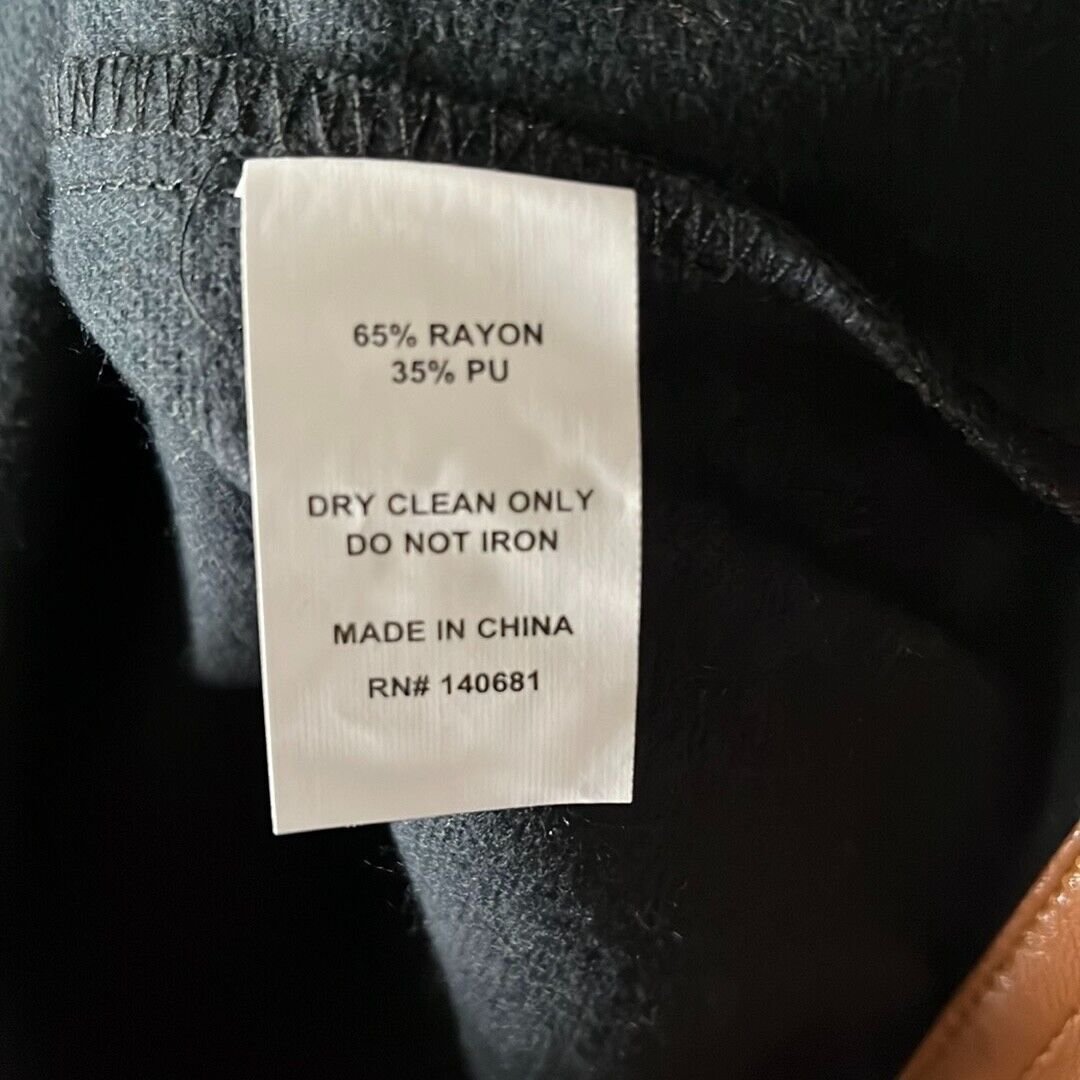 65% RAYON
35% PU
DRY CLEAN ONLY
DO NOT IRON
MADE IN CHINA
RN# 140681